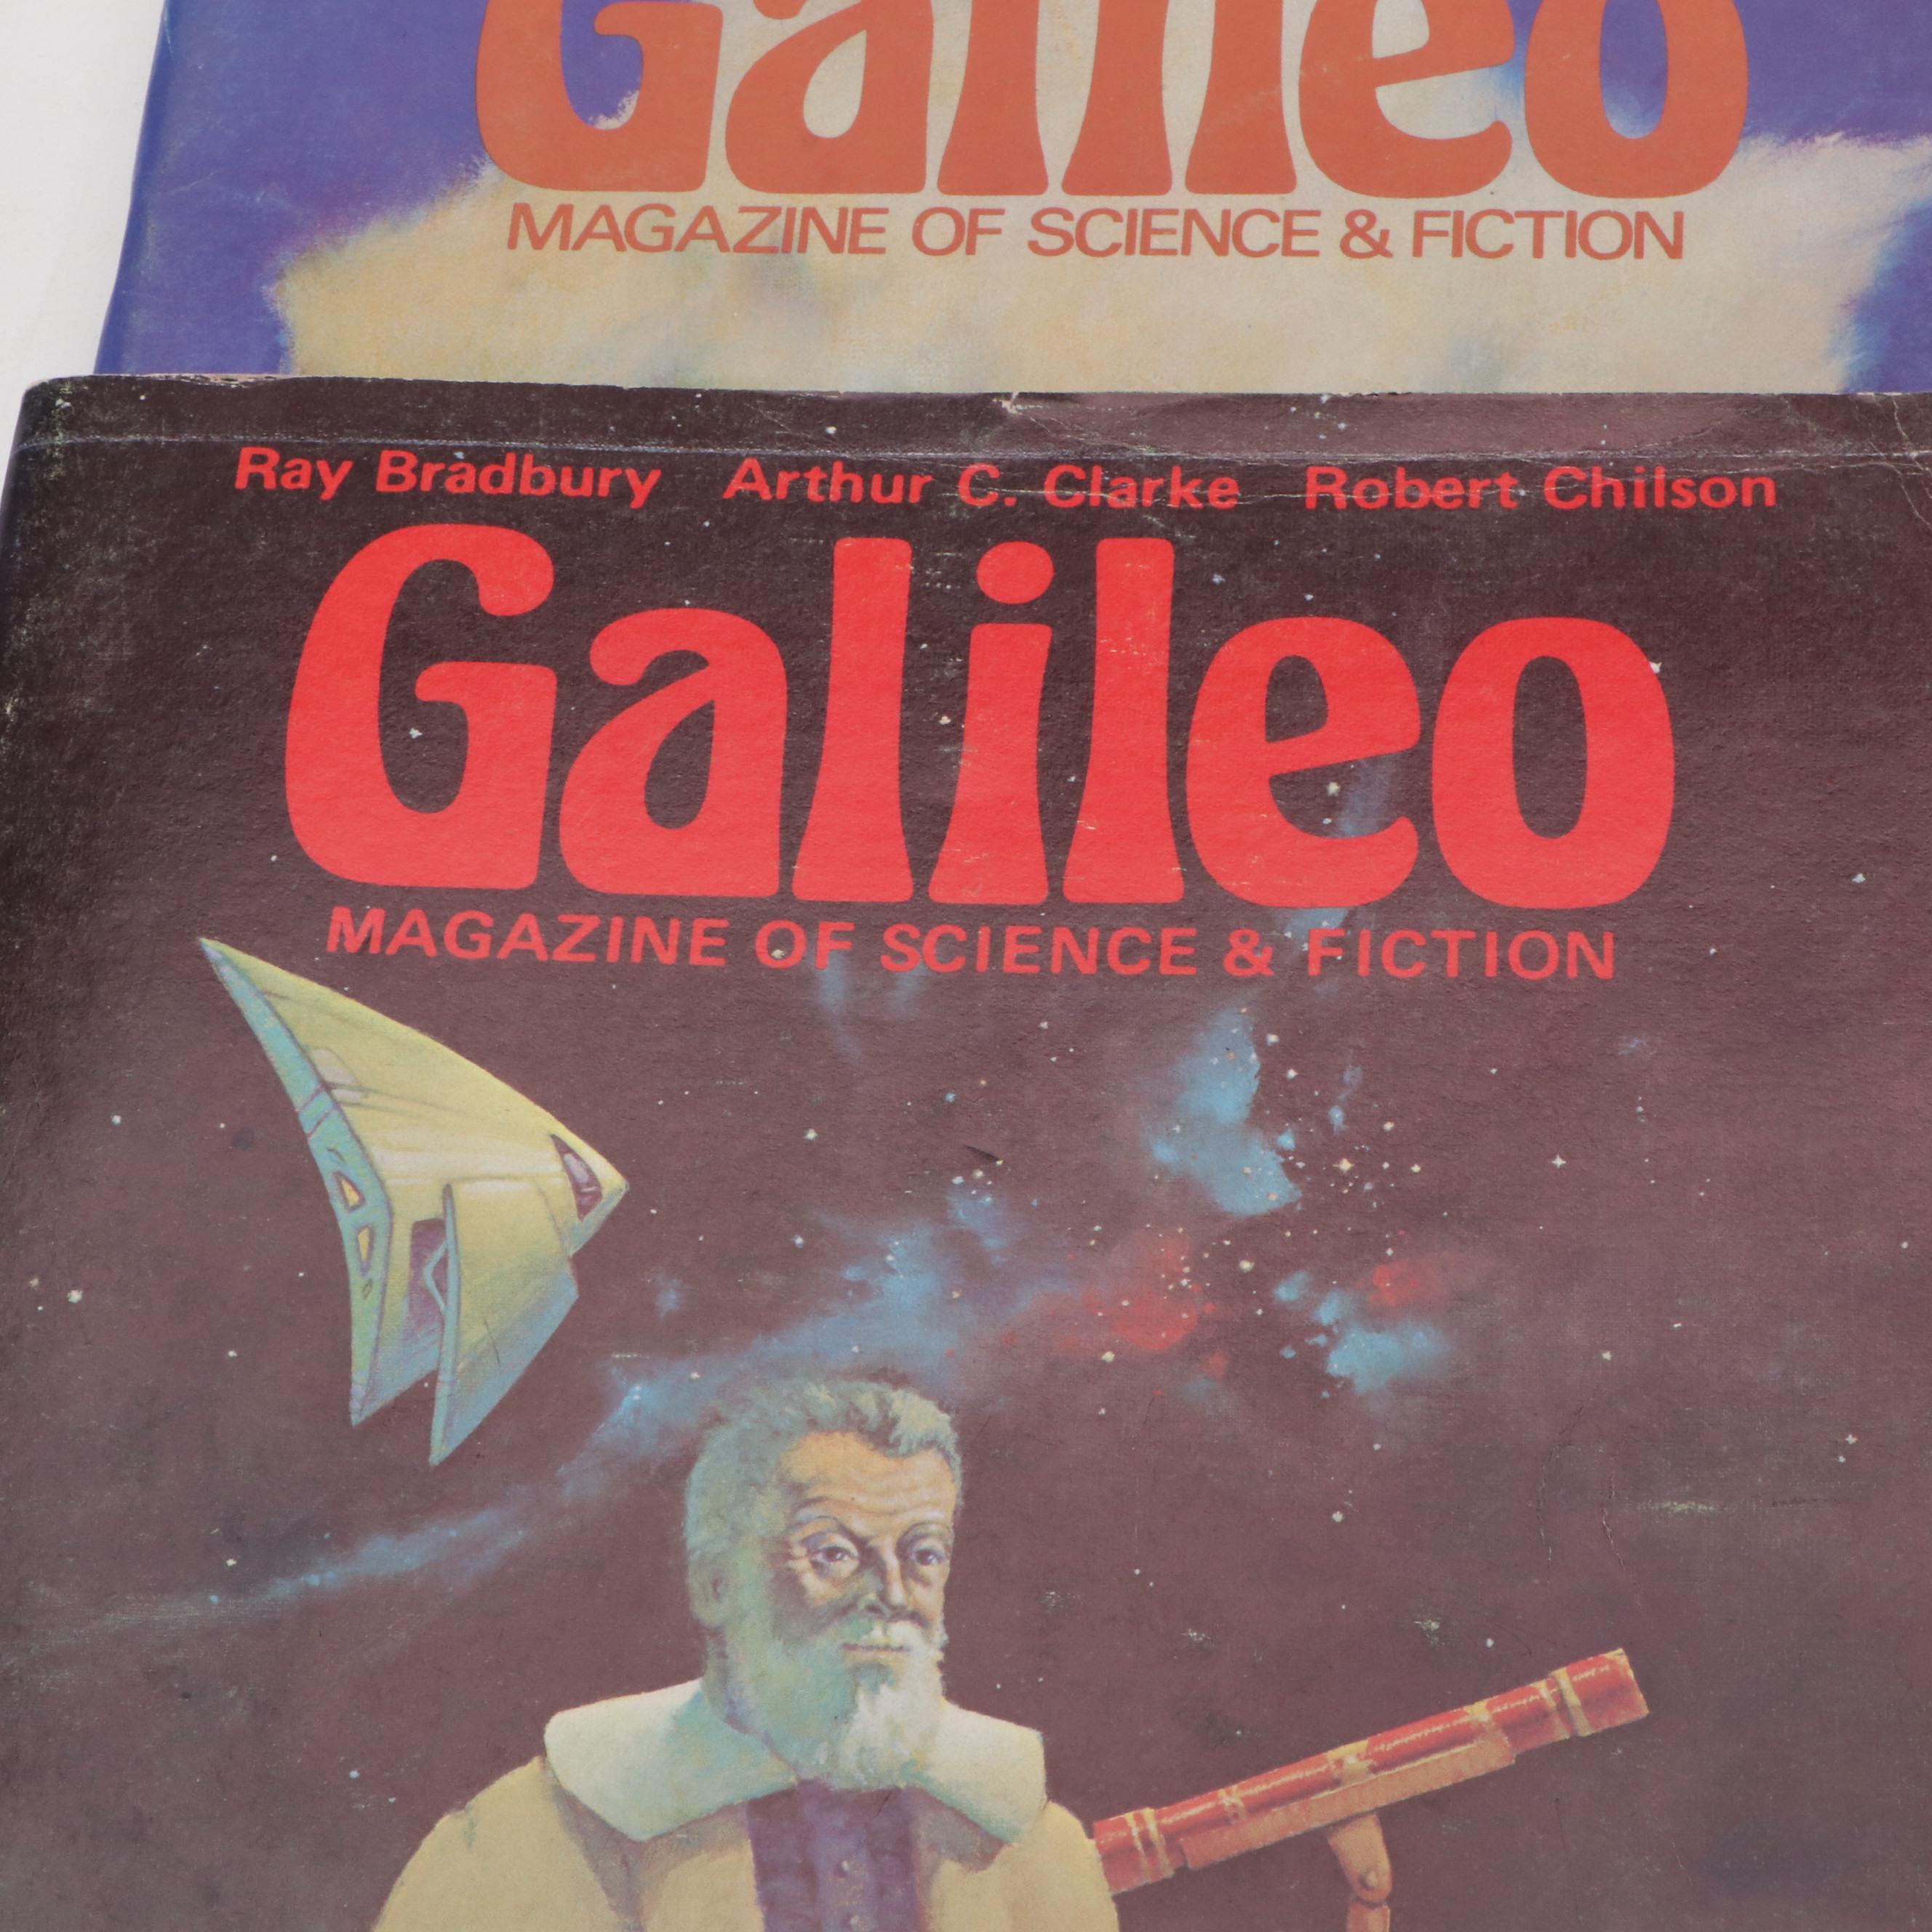 Galileo
MAGAZINE OF SCIENCE & FICTION
Ray Bradbury Arthur C. Clarke Robert Chilson
Galileo
MAGAZINE OF SCIENCE & FICTION